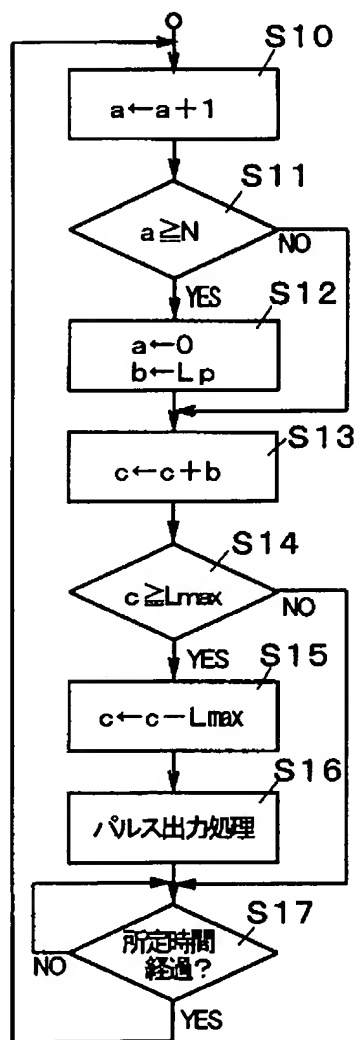 S10
a←a+1
S11
a≧N
NO
YES
S12
a←0
b←Lp
S13
c←c+b
S14
c≧Lmax
NO
YES
S15
c←c-Lmax
S16
パルス出力処理
S17
所定時間
経過?
NO
YES